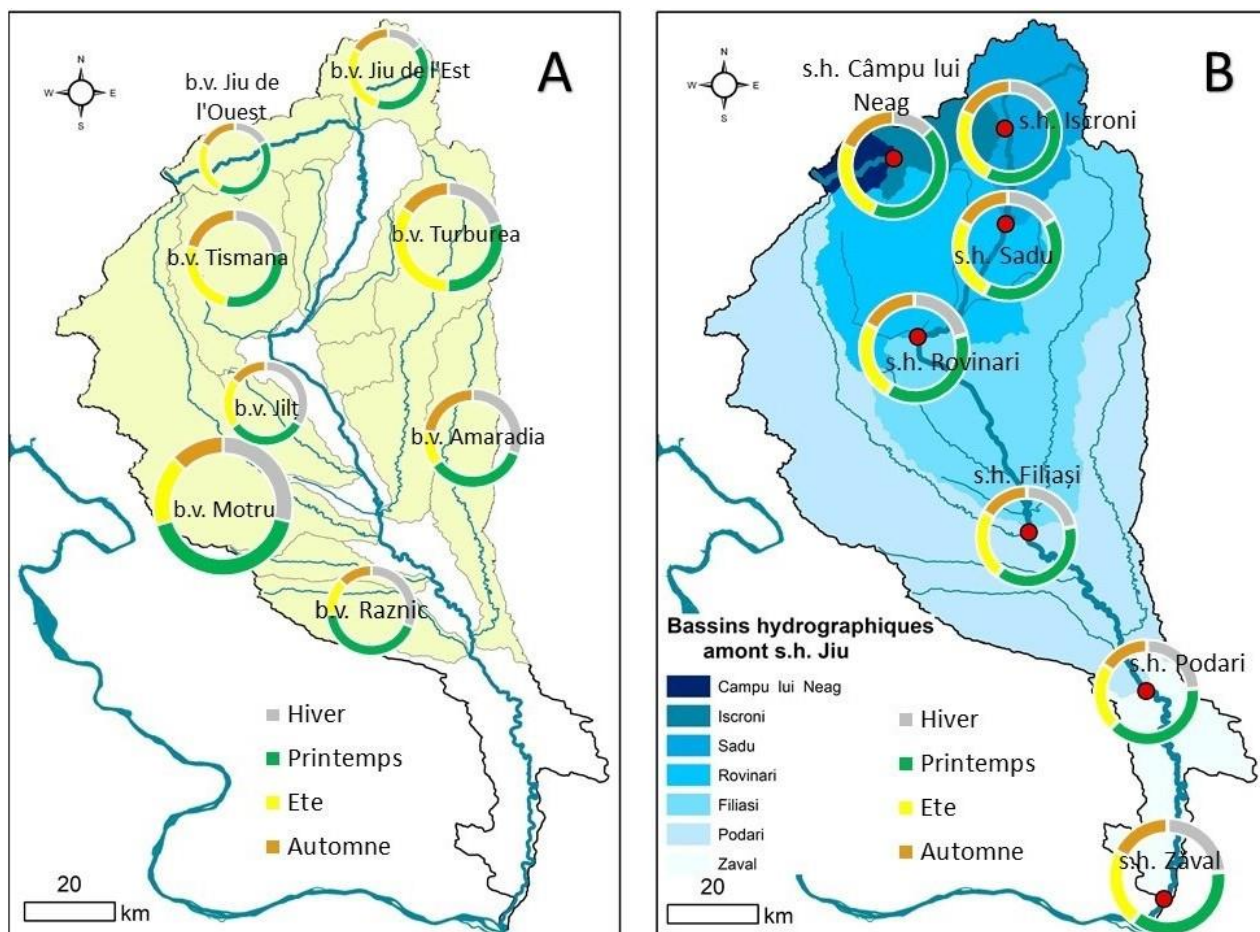 A
N
W E
S
b.v. Jiu de l'Est
b.v. Jiu de
l'Ouest
b.v. Turburea
b.v. Tismana
b.v. Jilț
b.v. Amaradia
b.v. Motru
b.v. Raznic
Hiver
Printemps
Ete
Automne
20
km
B
N
W E
S
s.h. Câmpu lui
Neag
s.h. Iscroni
s.h. Sadu
s.h. Rovinari
s.h. Filiași
s.h. Podari
s.h. Zăval
Bassins hydrographiques
amont s.h. Jiu
Campu lui Neag
Iscroni
Sadu
Rovinari
Filiasi
Podari
Zaval
Hiver
Printemps
Ete
Automne
20
km